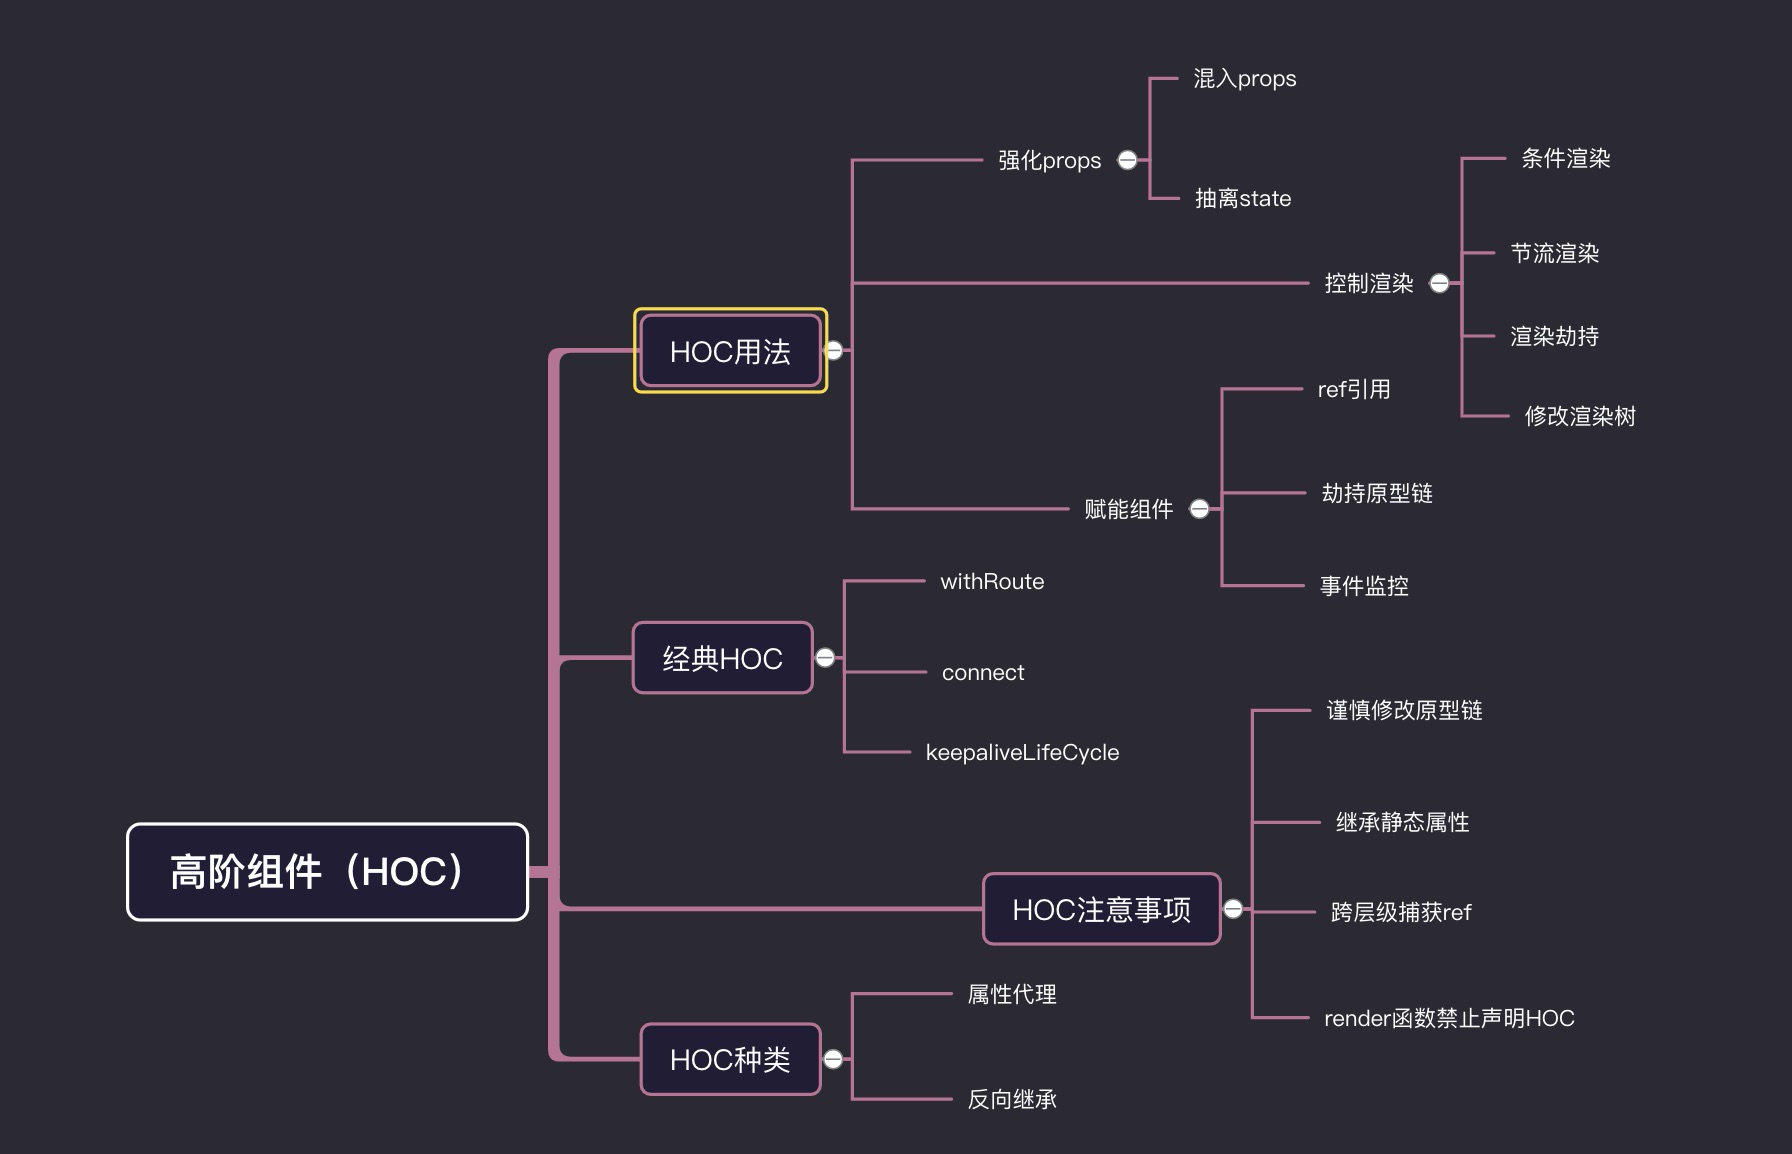 高阶组件（HOC）
HOC用法
强化props
混入props
抽离state
控制渲染
条件渲染
节流渲染
渲染劫持
修改渲染树
赋能组件
ref引用
劫持原型链
事件监控
经典HOC
withRoute
connect
keepaliveLifeCycle
HOC注意事项
谨慎修改原型链
继承静态属性
跨层级捕获ref
render函数禁止声明HOC
HOC种类
属性代理
反向继承